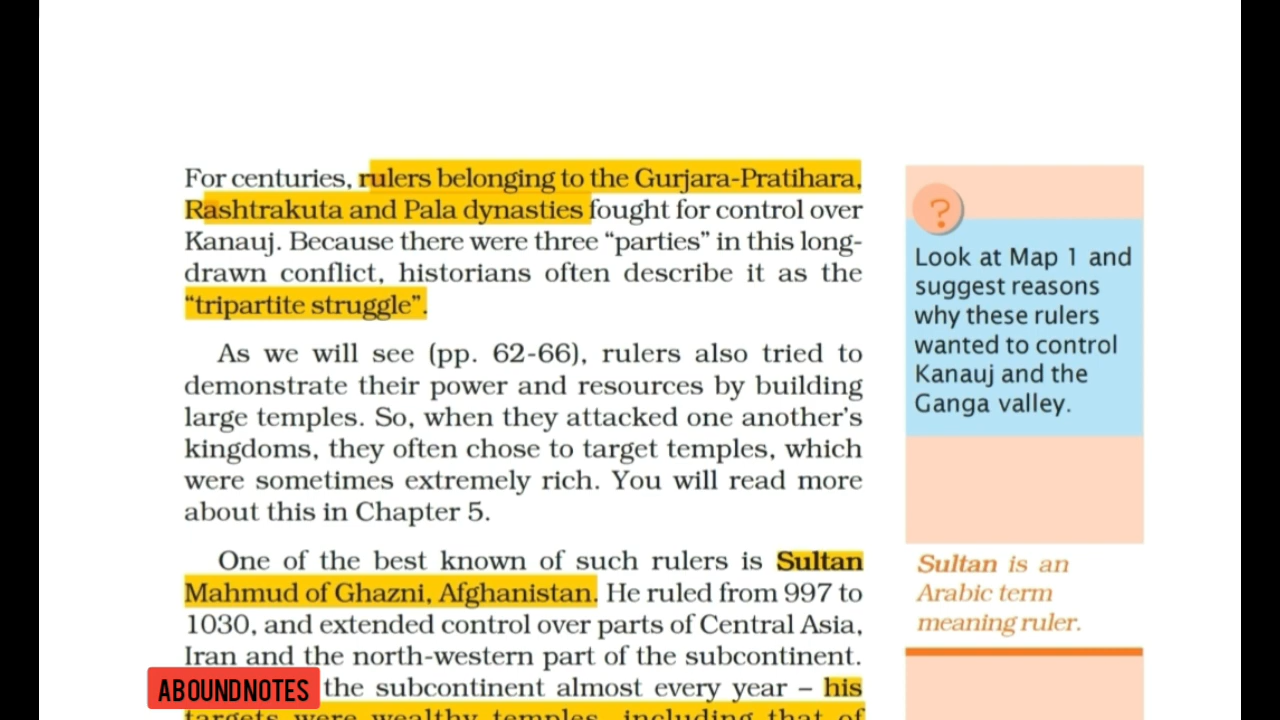 For centuries, rulers belonging to the Gurjara-Pratihara,
Rashtrakuta and Pala dynasties fought for control over
Kanauj. Because there were three “parties” in this long-
drawn conflict, historians often describe it as the
“tripartite struggle”.
As we will see (pp. 62-66), rulers also tried to
demonstrate their power and resources by building
large temples. So, when they attacked one another’s
kingdoms, they often chose to target temples, which
were sometimes extremely rich. You will read more
about this in Chapter 5.
One of the best known of such rulers is Sultan
Mahmud of Ghazni, Afghanistan. He ruled from 997 to
1030, and extended control over parts of Central Asia,
Iran and the north-western part of the subcontinent.
the subcontinent almost every year – his
targets were wealthy temples, including that of
ABOUNDNOTES
?
Look at Map 1 and
suggest reasons
why these rulers
wanted to control
Kanauj and the
Ganga valley.
Sultan is an
Arabic term
meaning ruler.